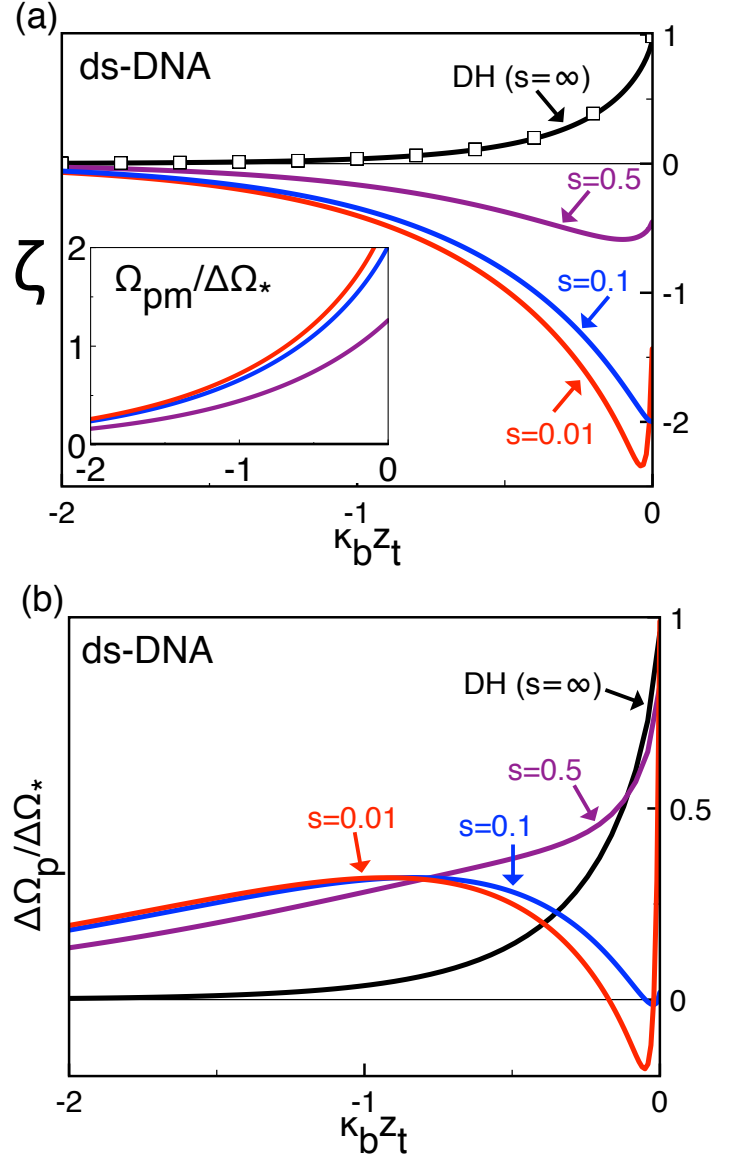 (a)
ds-DNA
DH (s=∞)
s=0.5
s=0.1
s=0.01
ζ
Ω_pm/ΔΩ_*
2
1
0
-2
-1
0
1
0
-1
-2
-2
-1
0
κ_b z_t
(b)
ds-DNA
DH (s=∞)
s=0.5
s=0.01
s=0.1
ΔΩ_p/ΔΩ_*
1
0.5
0
-2
-1
0
κ_b z_t